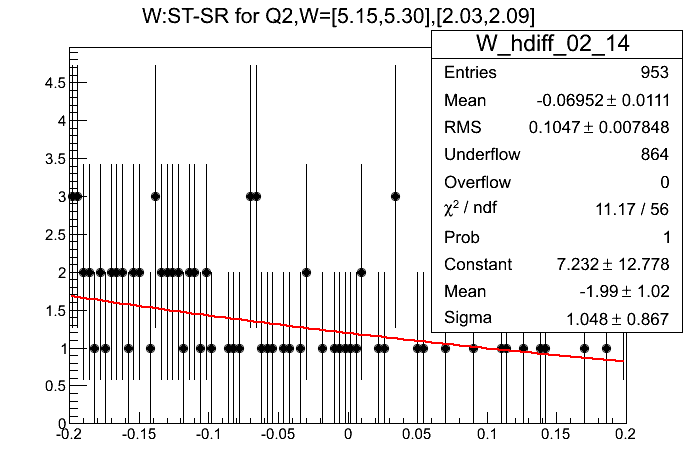 W:ST-SR for Q2,W=[5.15,5.30],[2.03,2.09]
W_hdiff_02_14
Entries 953
Mean -0.06952 ± 0.0111
RMS 0.1047 ± 0.007848
Underflow 864
Overflow 0
χ² / ndf 11.17 / 56
Prob 1
Constant 7.232 ± 12.778
Mean -1.99 ± 1.02
Sigma 1.048 ± 0.867
4.5
4
3.5
3
2.5
2
1.5
1
0.5
0
-0.2 -0.15 -0.1 -0.05 0 0.05 0.1 0.15 0.2